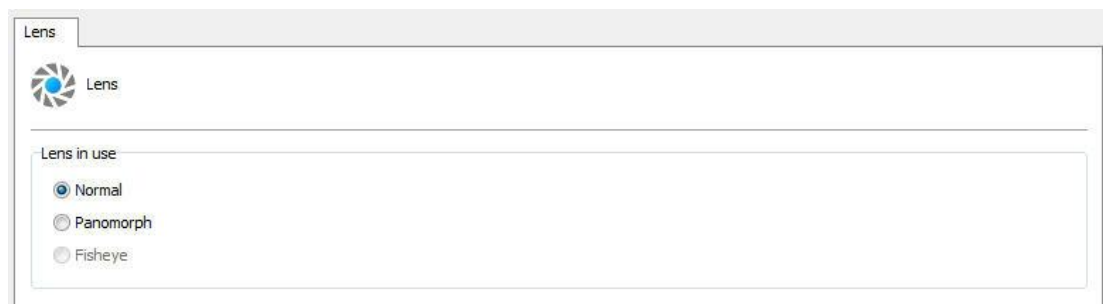 Lens
Lens
Lens in use
Normal
Panomorph
Fisheye